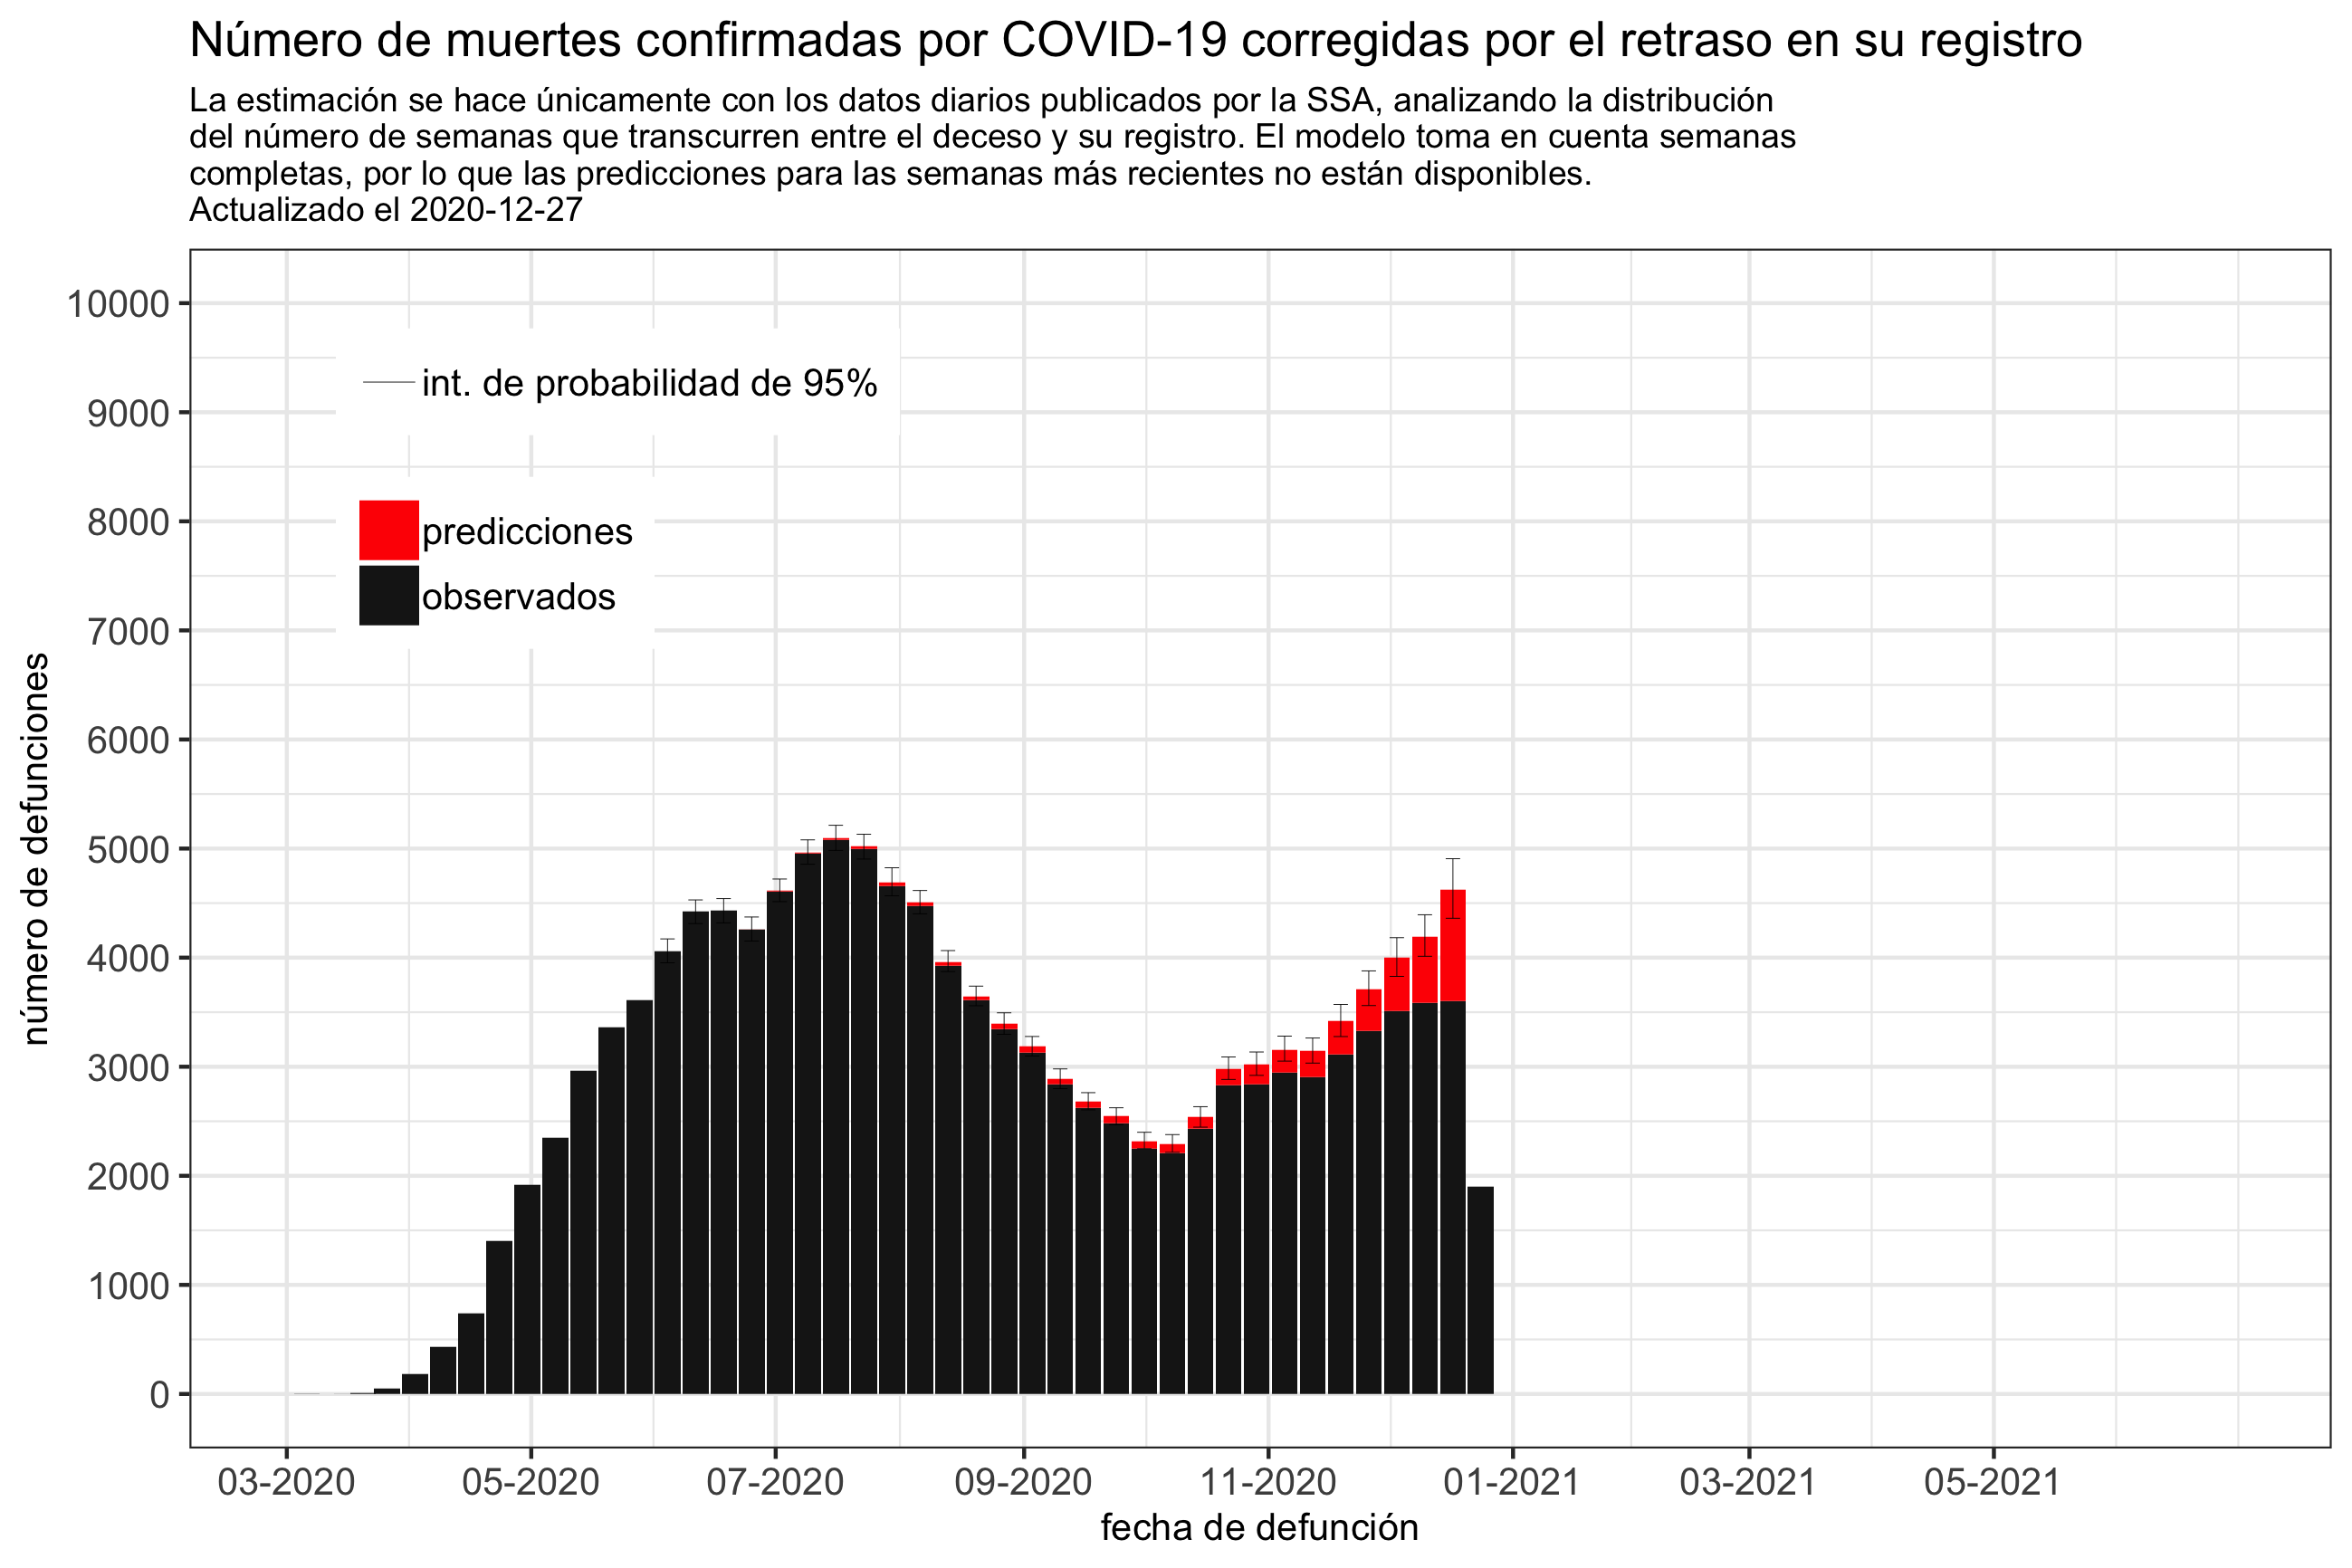 Número de muertes confirmadas por COVID-19 corregidas por el retraso en su registro
La estimación se hace únicamente con los datos diarios publicados por la SSA, analizando la distribución
del número de semanas que transcurren entre el deceso y su registro. El modelo toma en cuenta semanas
completas, por lo que las predicciones para las semanas más recientes no están disponibles.
Actualizado el 2020-12-27
10000
9000
8000
7000
6000
5000
4000
3000
2000
1000
0
número de defunciones
int. de probabilidad de 95%
predicciones
observados
03-2020 05-2020 07-2020 09-2020 11-2020 01-2021 03-2021 05-2021
fecha de defunción